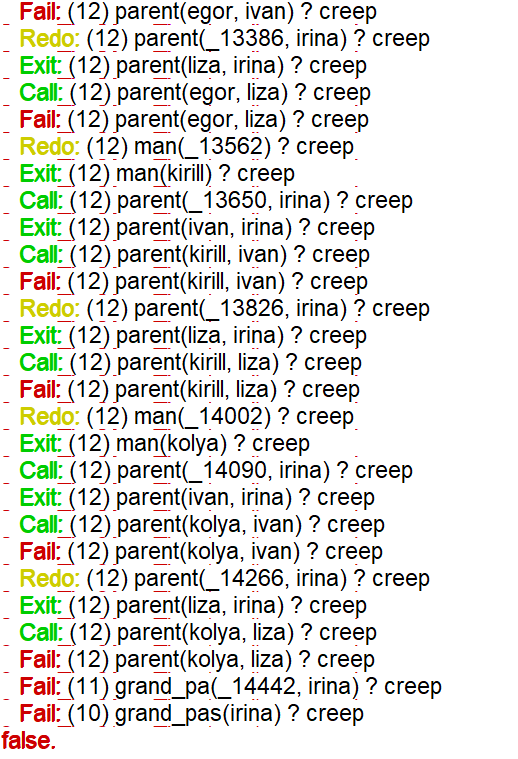 Fail: (12) parent(egor, ivan) ? creep
Redo: (12) parent(_13386, irina) ? creep
Exit: (12) parent(liza, irina) ? creep
Call: (12) parent(egor, liza) ? creep
Fail: (12) parent(egor, liza) ? creep
Redo: (12) man(_13562) ? creep
Exit: (12) man(kirill) ? creep
Call: (12) parent(_13650, irina) ? creep
Exit: (12) parent(ivan, irina) ? creep
Call: (12) parent(kirill, ivan) ? creep
Fail: (12) parent(kirill, ivan) ? creep
Redo: (12) parent(_13826, irina) ? creep
Exit: (12) parent(liza, irina) ? creep
Call: (12) parent(kirill, liza) ? creep
Fail: (12) parent(kirill, liza) ? creep
Redo: (12) man(_14002) ? creep
Exit: (12) man(kolya) ? creep
Call: (12) parent(_14090, irina) ? creep
Exit: (12) parent(ivan, irina) ? creep
Call: (12) parent(kolya, ivan) ? creep
Fail: (12) parent(kolya, ivan) ? creep
Redo: (12) parent(_14266, irina) ? creep
Exit: (12) parent(liza, irina) ? creep
Call: (12) parent(kolya, liza) ? creep
Fail: (12) parent(kolya, liza) ? creep
Fail: (11) grand_pa(_14442, irina) ? creep
Fail: (10) grand_pas(irina) ? creep
false.